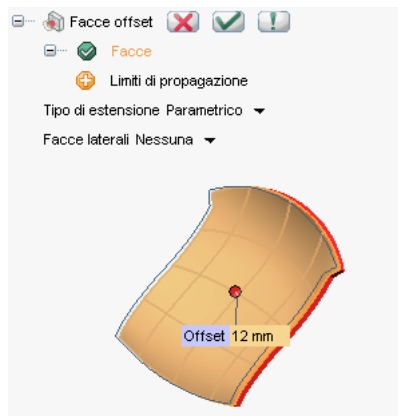 Facce offset
Facce
Limiti di propagazione
Tipo di estensione Parametrico
Facce laterali Nessuna
Offset 12 mm